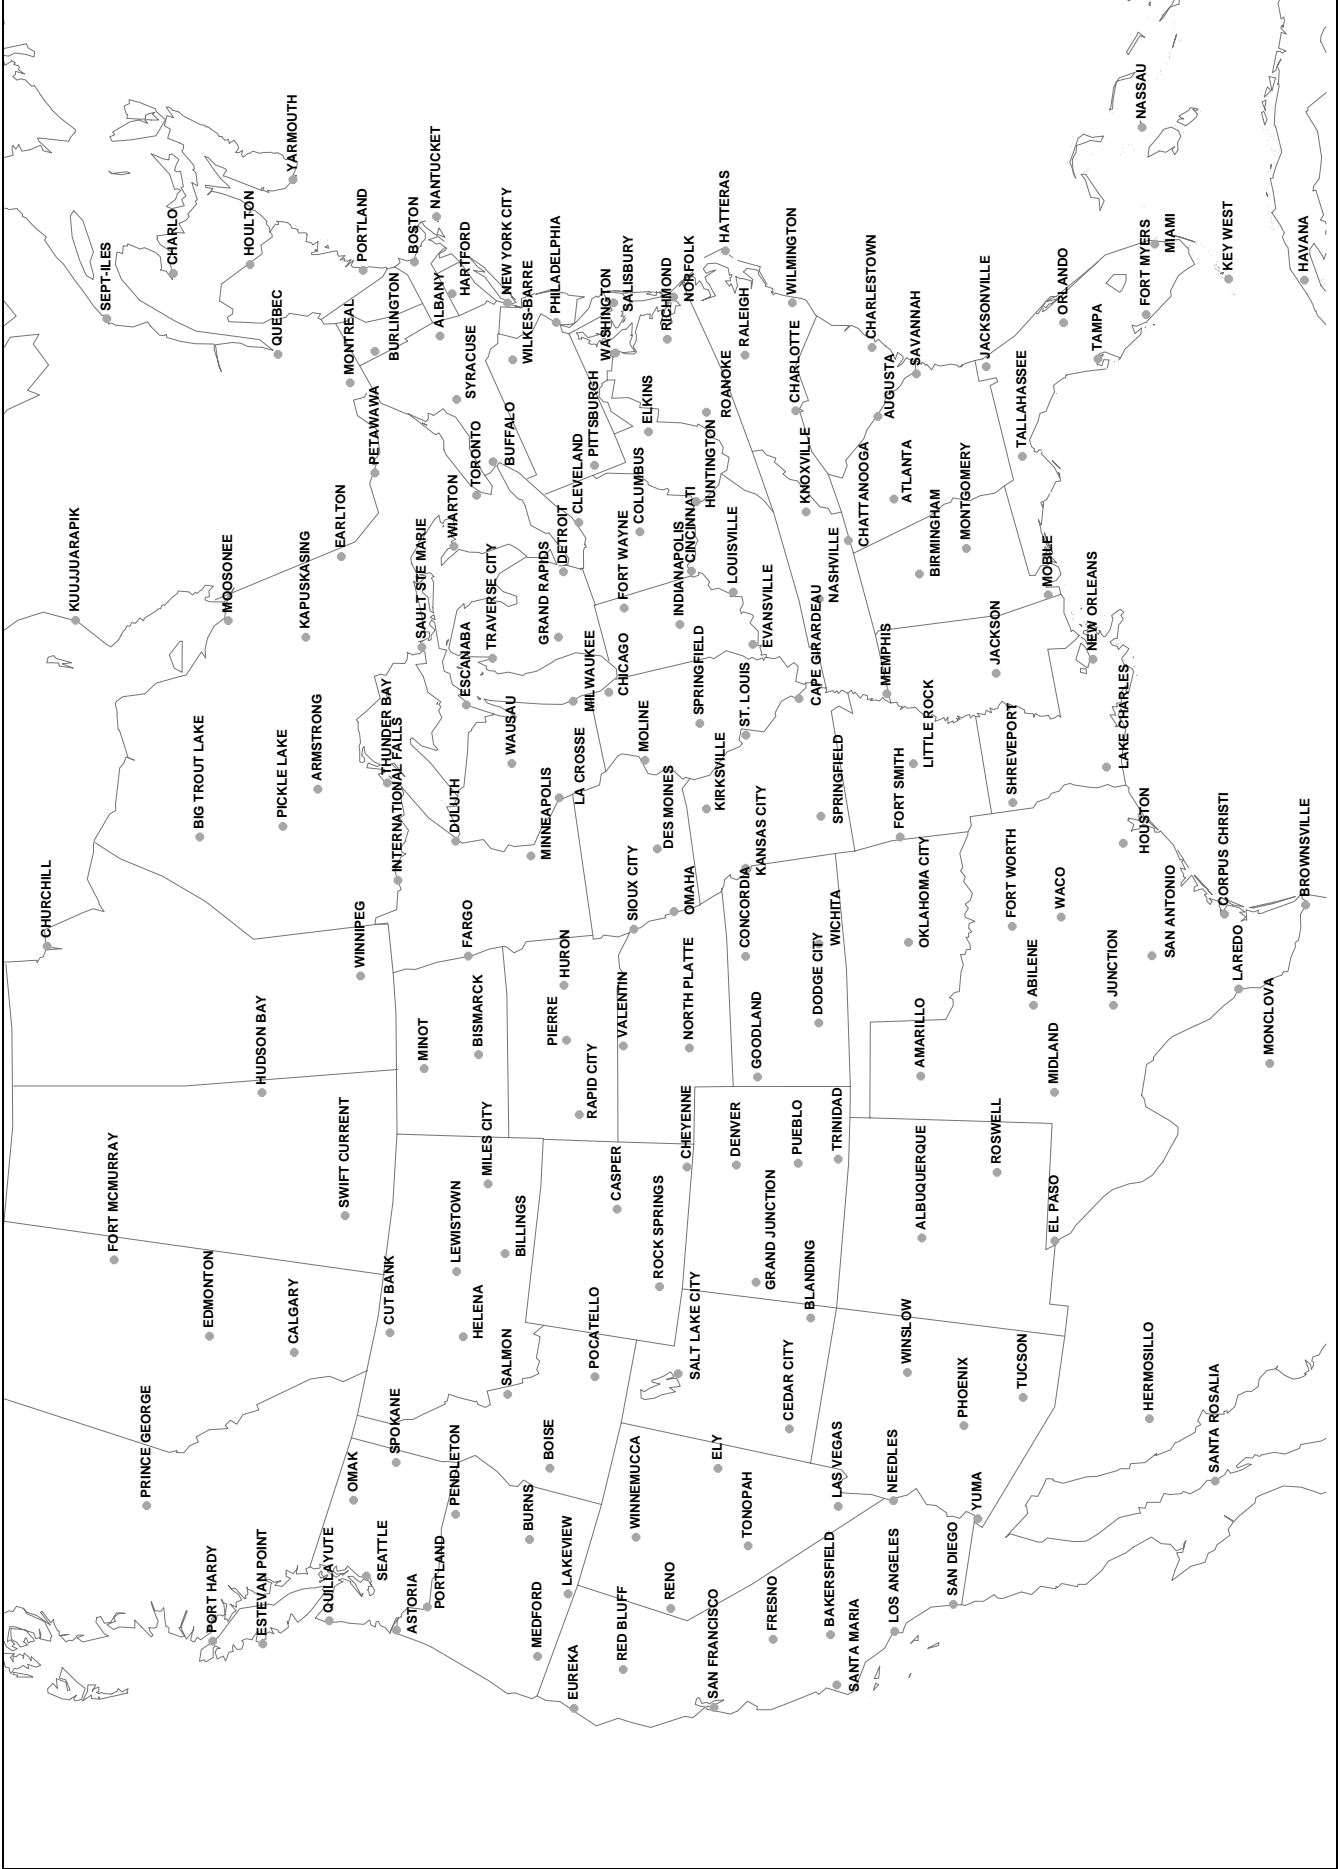 CHURCHILL
KUUJJUARAPIK
SEPT-ILES
FORT MCMURRAY
PRINCE GEORGE
CHARLO
BIG TROUT LAKE
EDMONTON
PORT HARDY
MOOSONEE
HOULTON
HUDSON BAY
ESTEVAN POINT
PICKLE LAKE
QUEBEC
CALGARY
YARMOUTH
KAPUSKASING
ARMSTRONG
QUILLAYUTE
EARLTON
SWIFT CURRENT
OMAK
MONTREAL
PORTLAND
WINNIPEG
PETAWAWA
SEATTLE
THUNDER BAY
CUT BANK
BURLINGTON
SPOKANE
INTERNATIONAL FALLS
ASTORIA
BOSTON
SAULT STE MARIE
MINOT
NANTUCKET
ALBANY
PORTLAND
WIARTON
DULUTH
LEWISTOWN
PENDLETON
HARTFORD
ESCANABA
FARGO
SYRACUSE
TORONTO
HELENA
BISMARCK
MILES CITY
TRAVERSE CITY
NEW YORK CITY
BUFFALO
SALMON
WAUSAU
BILLINGS
WILKES-BARRE
BURNS
MINNEAPOLIS
GRAND RAPIDS
BOISE
MEDFORD
PHILADELPHIA
PIERRE
DETROIT
HURON
LAKEVIEW
EUREKA
CLEVELAND
LA CROSSE
MILWAUKEE
RAPID CITY
PITTSBURGH
POCATELLO
WASHINGTON
CASPER
CHICAGO
FORT WAYNE
VALENTIN
RED BLUFF
SALISBURY
SIOUX CITY
WINNEMUCCA
COLUMBUS
MOLINE
ELKINS
ROCK SPRINGS
RICHMOND
DES MOINES
RENO
INDIANAPOLIS
CHEYENNE
NORTH PLATTE
OMAHA
CINCINNATI
NORFOLK
SALT LAKE CITY
SPRINGFIELD
HUNTINGTON
SAN FRANCISCO
ELY
KIRKSVILLE
HATTERAS
ROANOKE
LOUISVILLE
DENVER
RALEIGH
ST. LOUIS
CONCORDIA
TONOPAH
GOODLAND
KANSAS CITY
EVANSVILLE
GRAND JUNCTION
FRESNO
CEDAR CITY
WILMINGTON
CHARLOTTE
PUEBLO
KNOXVILLE
BLANDING
CAPE GIRARDEAU
DODGE CITY
BAKERSFIELD
NASHVILLE
WICHITA
SPRINGFIELD
TRINIDAD
LAS VEGAS
SANTA MARIA
CHATTANOOGA
CHARLESTOWN
MEMPHIS
AUGUSTA
NEEDLES
LOS ANGELES
FORT SMITH
ATLANTA
WINSLOW
SAVANNAH
AMARILLO
ALBUQUERQUE
OKLAHOMA CITY
LITTLE ROCK
BIRMINGHAM
SAN DIEGO
PHOENIX
MONTGOMERY
YUMA
JACKSONVILLE
JACKSON
ROSWELL
SHREVEPORT
FORT WORTH
TALLAHASSEE
TUCSON
ABILENE
MOBILE
MIDLAND
EL PASO
WACO
ORLANDO
NEW ORLEANS
TAMPA
JUNCTION
LAKE CHARLES
NASSAU
FORT MYERS
HOUSTON
HERMOSILLO
MIAMI
SAN ANTONIO
SANTA ROSALIA
CORPUS CHRISTI
KEY WEST
LAREDO
MONCLOVA
HAVANA
BROWNSVILLE